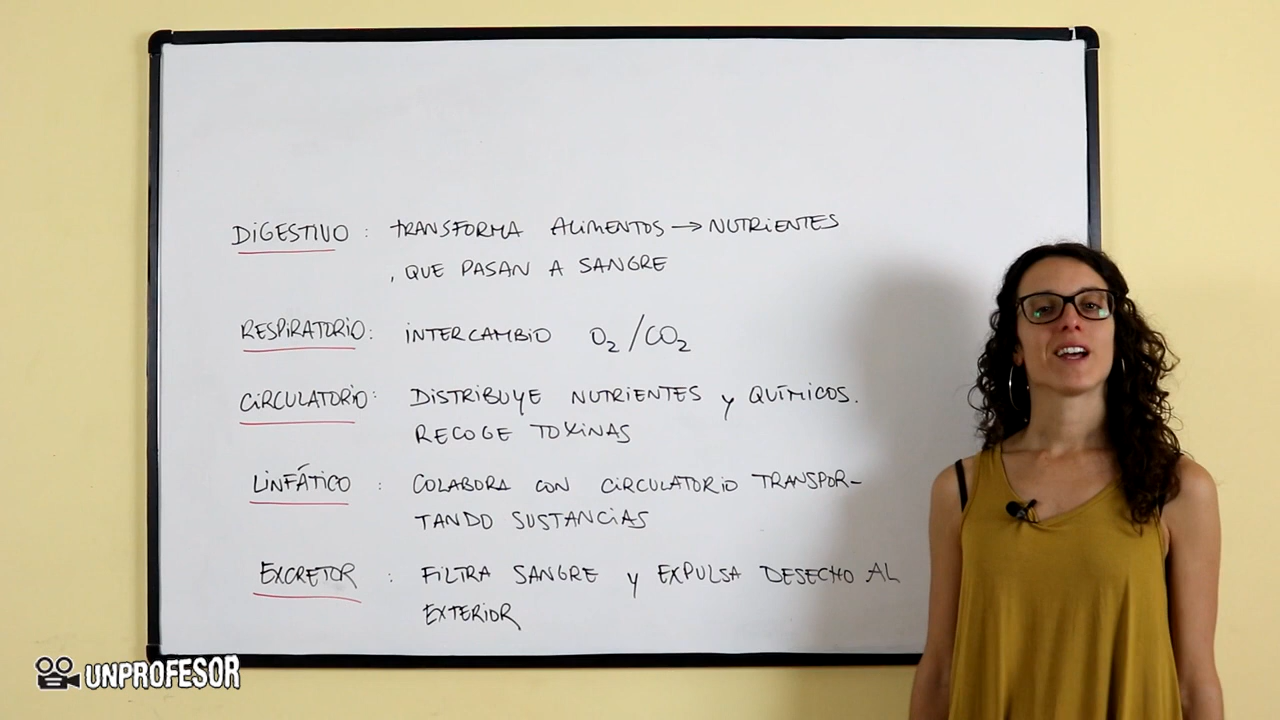 DIGESTIVO : TRANSFORMA ALIMENTOS → NUTRIENTES
, QUE PASAN A SANGRE
RESPIRATORIO : INTERCAMBIO O₂/CO₂
CIRCULATORIO : DISTRIBUYE NUTRIENTES y QUÍMICOS.
RECOGE TOXINAS
LINFÁTICO : COLABORA CON CIRCULATORIO TRANSPOR-
TANDO SUSTANCIAS
EXCRETOR : FILTRA SANGRE y EXPULSA DESECHO AL
EXTERIOR
UNPROFESOR